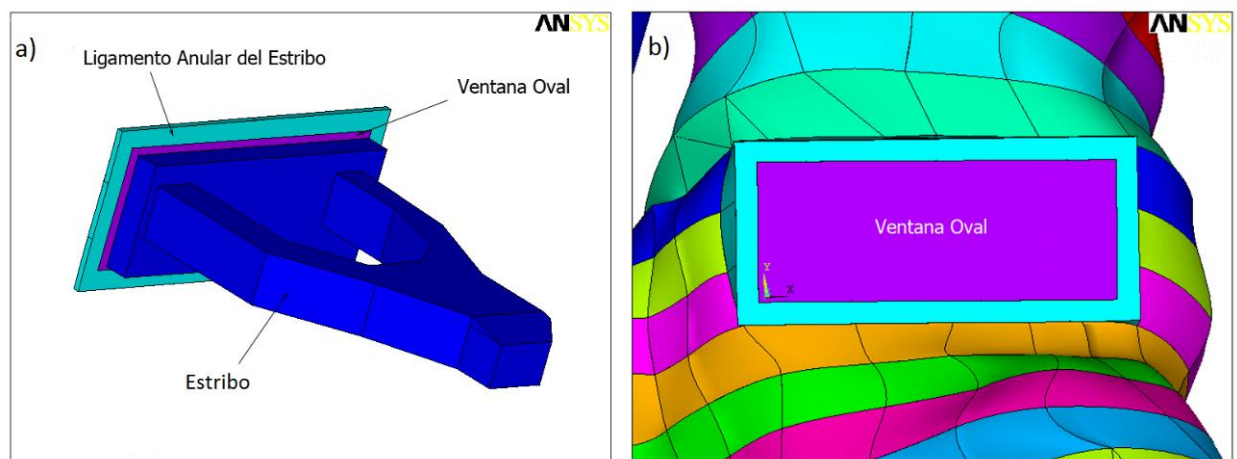 a)
ANSYS
Ligamento Anular del Estribo
Ventana Oval
Estribo
b)
ANSYS
Ventana Oval
Y
X